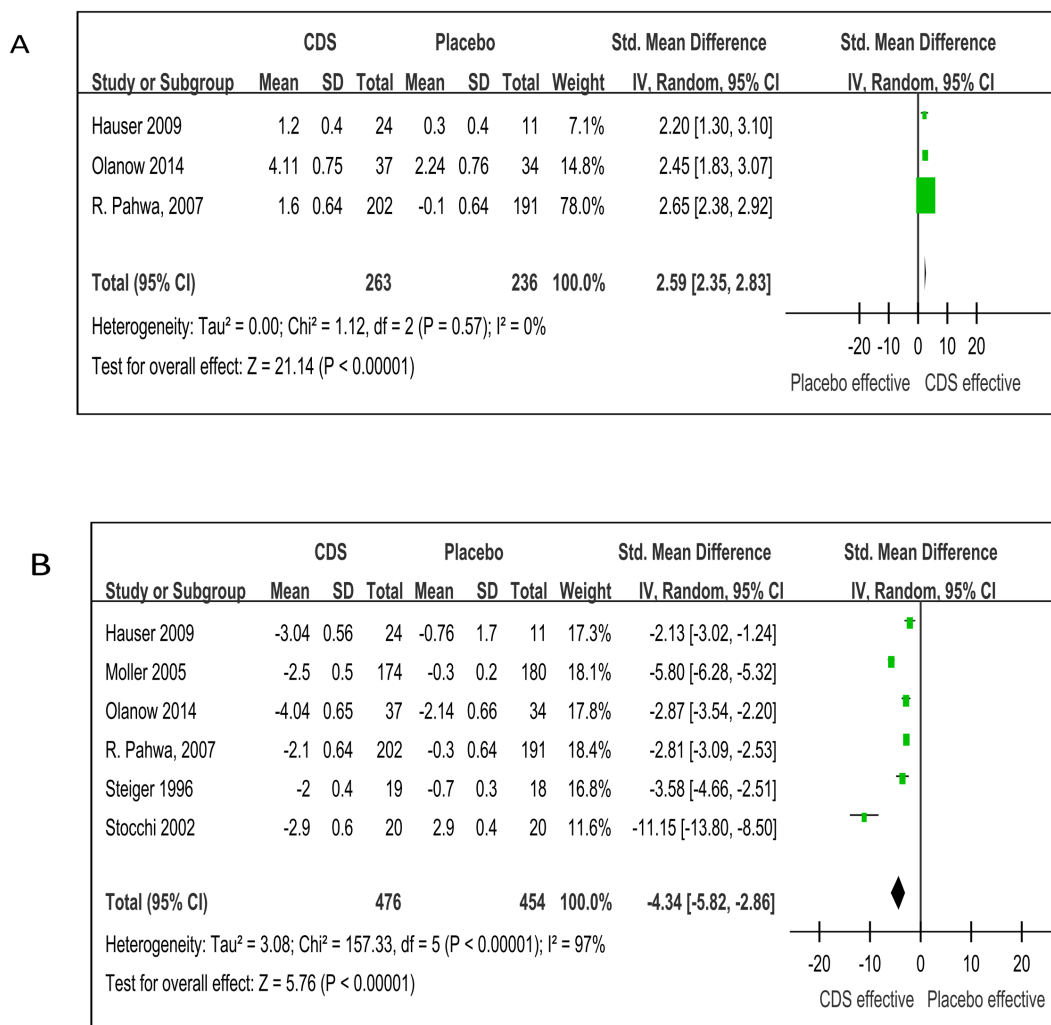 A
CDS Placebo Std. Mean Difference Std. Mean Difference
Study or Subgroup Mean SD Total Mean SD Total Weight IV, Random, 95% CI IV, Random, 95% CI
Hauser 2009 1.2 0.4 24 0.3 0.4 11 7.1% 2.20 [1.30, 3.10]
Olanow 2014 4.11 0.75 37 2.24 0.76 34 14.8% 2.45 [1.83, 3.07]
R. Pahwa, 2007 1.6 0.64 202 -0.1 0.64 191 78.0% 2.65 [2.38, 2.92]
Total (95% CI) 263 236 100.0% 2.59 [2.35, 2.83]
Heterogeneity: Tau² = 0.00; Chi² = 1.12, df = 2 (P = 0.57); I² = 0%
Test for overall effect: Z = 21.14 (P < 0.00001)
-20 -10 0 10 20
Placebo effective CDS effective
B
CDS Placebo Std. Mean Difference Std. Mean Difference
Study or Subgroup Mean SD Total Mean SD Total Weight IV, Random, 95% CI IV, Random, 95% CI
Hauser 2009 -3.04 0.56 24 -0.76 1.7 11 17.3% -2.13 [-3.02, -1.24]
Moller 2005 -2.5 0.5 174 -0.3 0.2 180 18.1% -5.80 [-6.28, -5.32]
Olanow 2014 -4.04 0.65 37 -2.14 0.66 34 17.8% -2.87 [-3.54, -2.20]
R. Pahwa, 2007 -2.1 0.64 202 -0.3 0.64 191 18.4% -2.81 [-3.09, -2.53]
Steiger 1996 -2 0.4 19 -0.7 0.3 18 16.8% -3.58 [-4.66, -2.51]
Stocchi 2002 -2.9 0.6 20 2.9 0.4 20 11.6% -11.15 [-13.80, -8.50]
Total (95% CI) 476 454 100.0% -4.34 [-5.82, -2.86]
Heterogeneity: Tau² = 3.08; Chi² = 157.33, df = 5 (P < 0.00001); I² = 97%
Test for overall effect: Z = 5.76 (P < 0.00001)
-20 -10 0 10 20
CDS effective Placebo effective